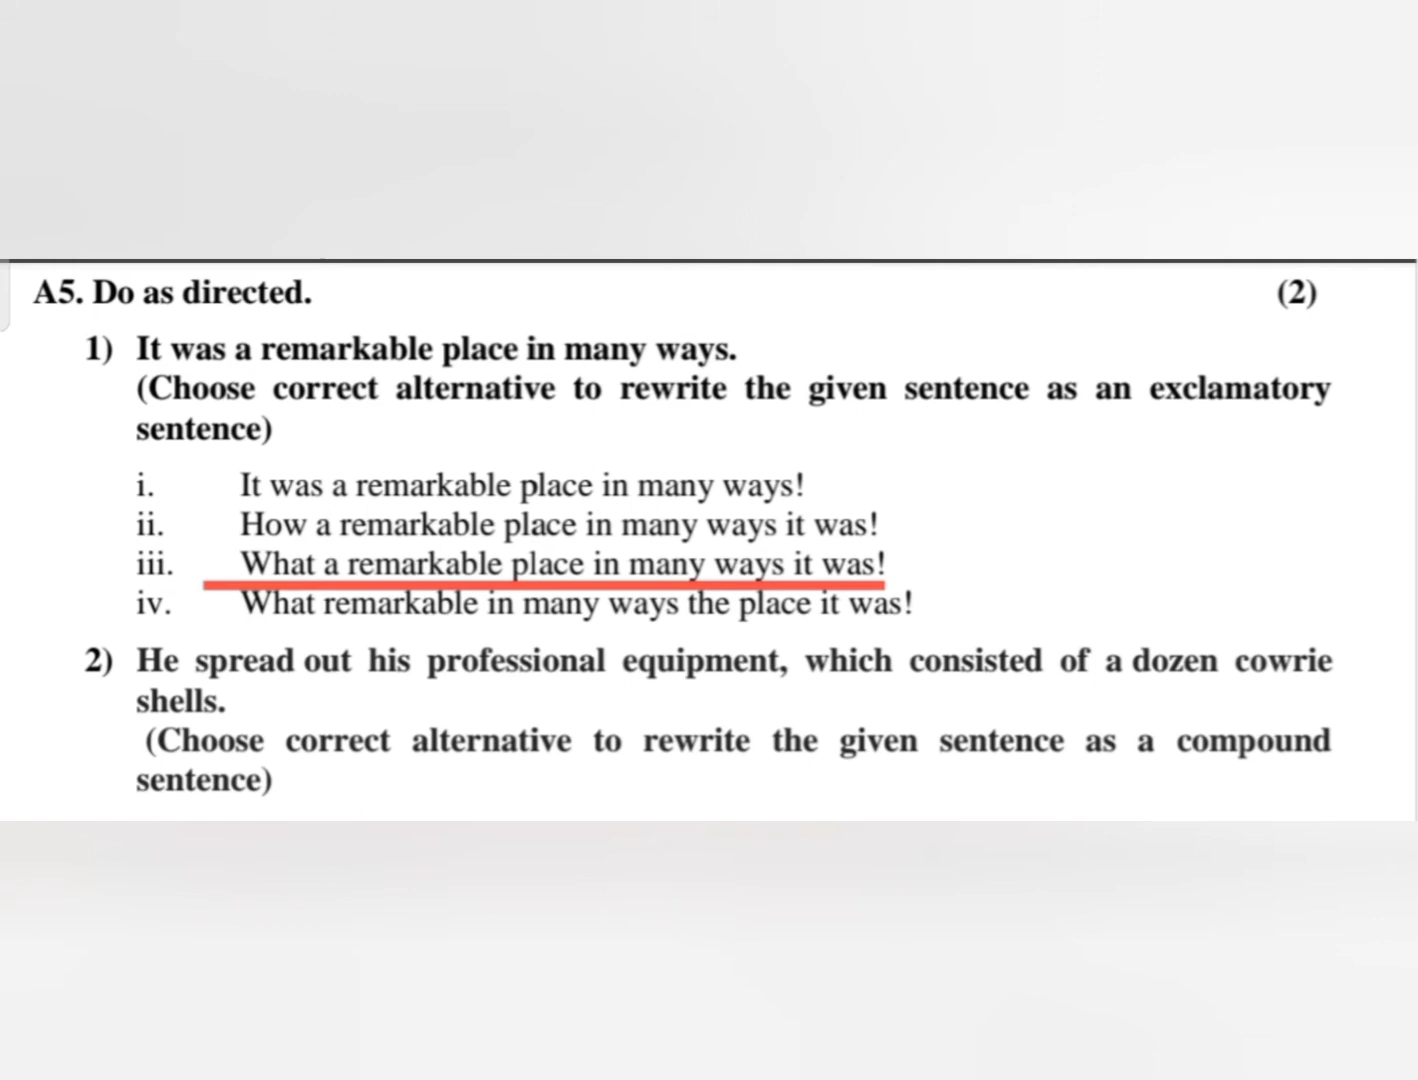 A5. Do as directed. (2)
1) It was a remarkable place in many ways.
(Choose correct alternative to rewrite the given sentence as an exclamatory
sentence)
i. It was a remarkable place in many ways!
ii. How a remarkable place in many ways it was!
iii. What a remarkable place in many ways it was!
iv. What remarkable in many ways the place it was!
2) He spread out his professional equipment, which consisted of a dozen cowrie
shells.
(Choose correct alternative to rewrite the given sentence as a compound
sentence)